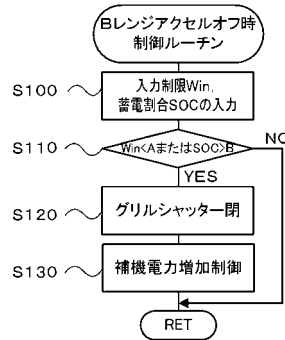 Bレンジアクセルオフ時
制御ルーチン
S100
入力制限Win,
蓄電割合SOCの入力
S110
Win<AまたはSOC>B
NO
YES
S120
グリルシャッター閉
S130
補機電力増加制御
RET